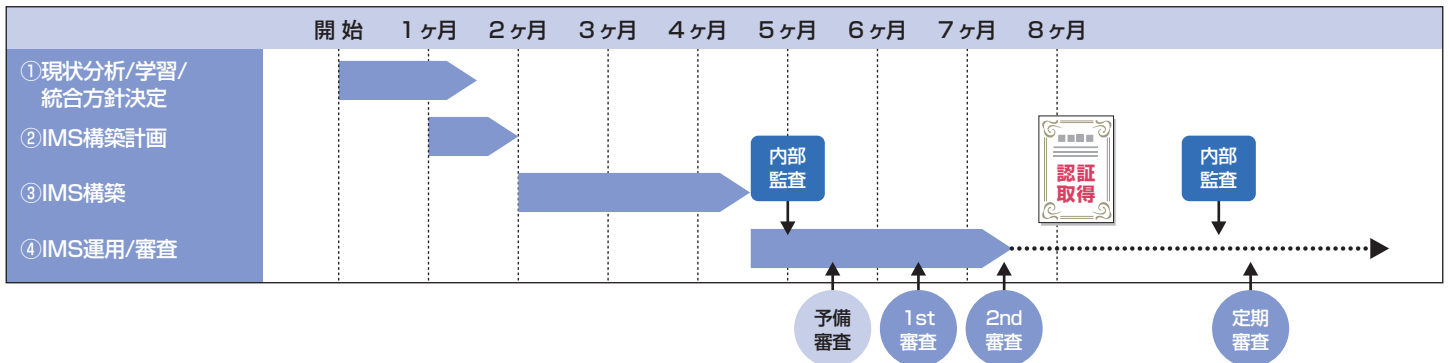 開 始 1ヶ月 2ヶ月 3ヶ月 4ヶ月 5ヶ月 6ヶ月 7ヶ月 8ヶ月
①現状分析/学習/
統合方針決定
②IMS構築計画
③IMS構築
④IMS運用/審査
内部
監査
認証
取得
内部
監査
予備
審査
1st
審査
2nd
審査
定期
審査